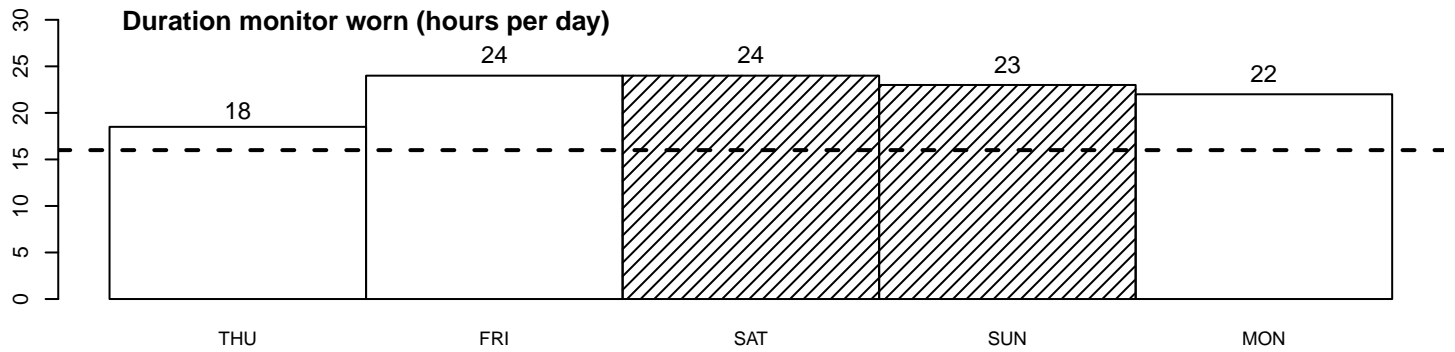 Duration monitor worn (hours per day)
30
25
20
15
10
5
0
18
24
24
23
22
THU
FRI
SAT
SUN
MON